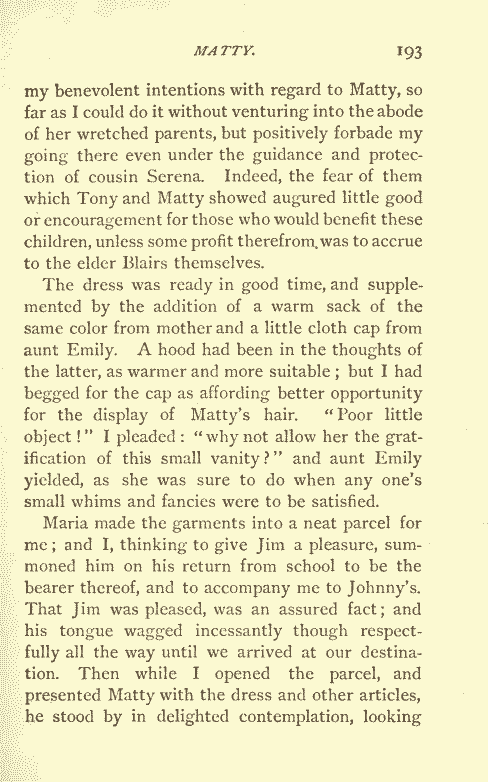 MATTY. 193
my benevolent intentions with regard to Matty, so
far as I could do it without venturing into the abode
of her wretched parents, but positively forbade my
going there even under the guidance and protec-
tion of cousin Serena. Indeed, the fear of them
which Tony and Matty showed augured little good
or encouragement for those who would benefit these
children, unless some profit therefrom was to accrue
to the elder Blairs themselves.
The dress was ready in good time, and supple-
mented by the addition of a warm sack of the
same color from mother and a little cloth cap from
aunt Emily. A hood had been in the thoughts of
the latter, as warmer and more suitable; but I had
begged for the cap as affording better opportunity
for the display of Matty's hair. "Poor little
object!" I pleaded: "why not allow her the grat-
ification of this small vanity?" and aunt Emily
yielded, as she was sure to do when any one's
small whims and fancies were to be satisfied.
Maria made the garments into a neat parcel for
me; and I, thinking to give Jim a pleasure, sum-
moned him on his return from school to be the
bearer thereof, and to accompany me to Johnny's.
That Jim was pleased, was an assured fact; and
his tongue wagged incessantly though respect-
fully all the way until we arrived at our destina-
tion. Then while I opened the parcel, and
presented Matty with the dress and other articles,
he stood by in delighted contemplation, looking